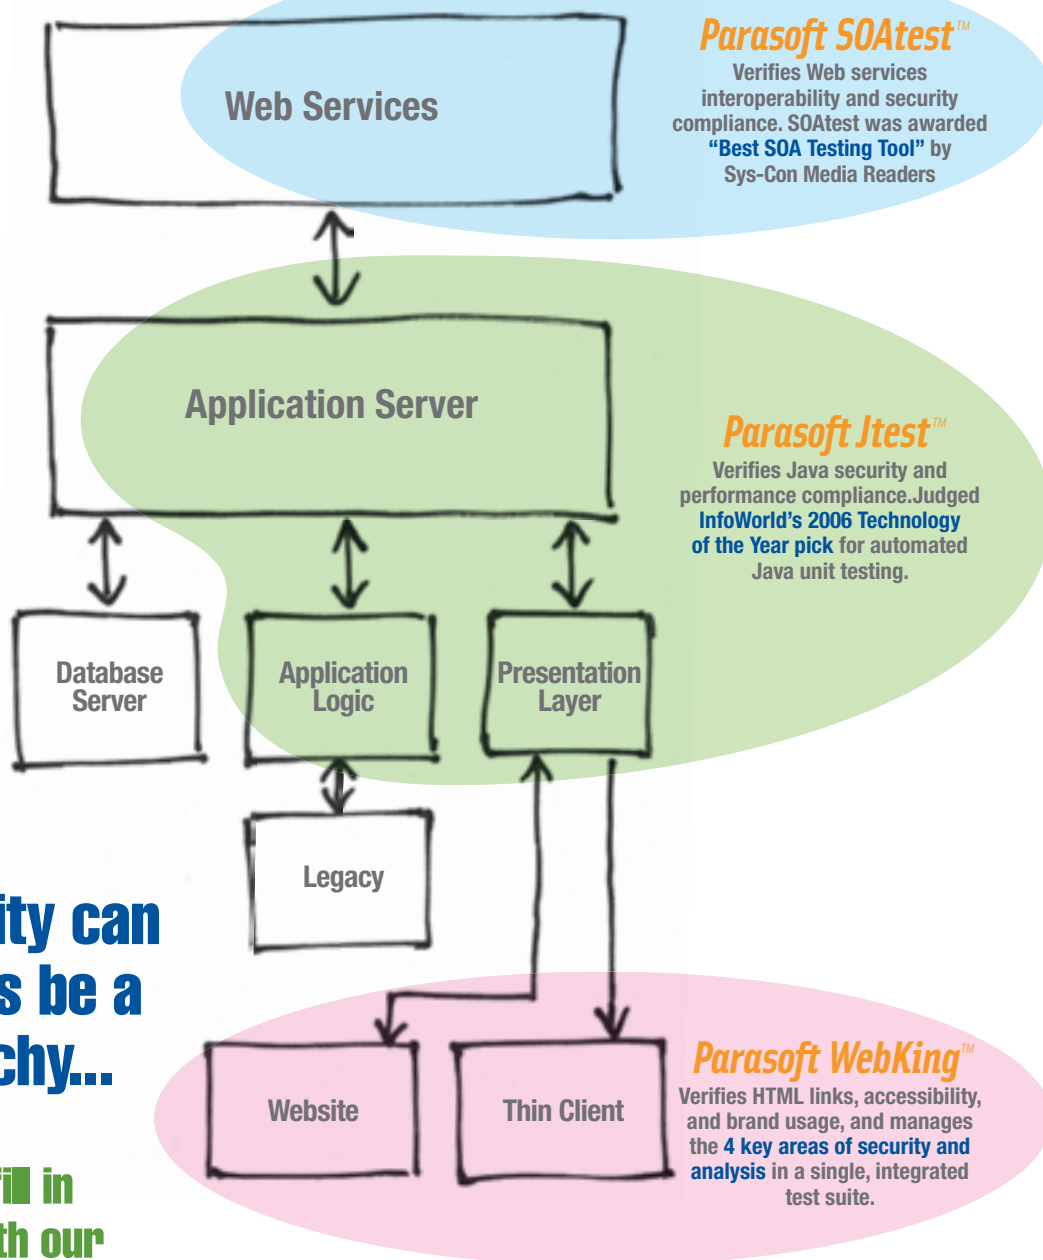 Parasoft SOAtest™
Verifies Web services
interoperability and security
compliance. SOAtest was awarded
“Best SOA Testing Tool” by
Sys-Con Media Readers
Web Services
Application Server
Parasoft Jtest™
Verifies Java security and
performance compliance.Judged
InfoWorld’s 2006 Technology
of the Year pick for automated
Java unit testing.
Database
Server
Application
Logic
Presentation
Layer
Legacy
ity can
s be a
chy...
Website
Thin Client
Parasoft WebKing™
Verifies HTML links, accessibility,
and brand usage, and manages
the 4 key areas of security and
analysis in a single, integrated
test suite.
fill in
th our